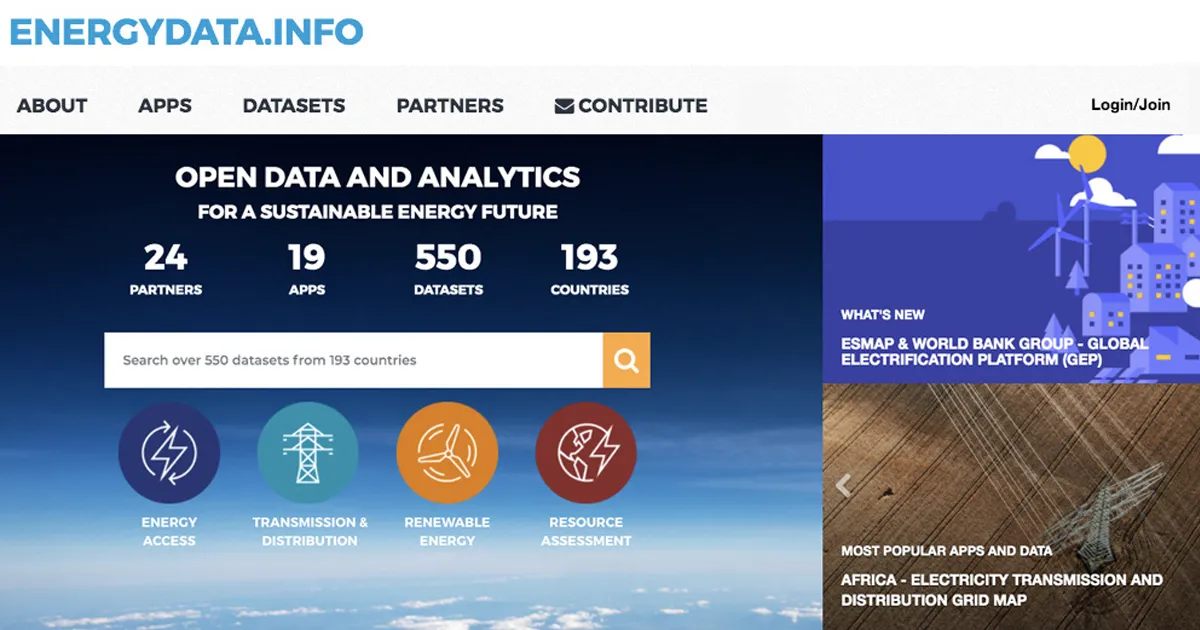 ENERGYDATA.INFO
ABOUT
APPS
DATASETS
PARTNERS
CONTRIBUTE
Login/Join
OPEN DATA AND ANALYTICS
FOR A SUSTAINABLE ENERGY FUTURE
24
PARTNERS
19
APPS
550
DATASETS
193
COUNTRIES
Search over 550 datasets from 193 countries
ENERGY
ACCESS
TRANSMISSION &
DISTRIBUTION
RENEWABLE
ENERGY
RESOURCE
ASSESSMENT
WHAT'S NEW
ESMAP & WORLD BANK GROUP - GLOBAL
ELECTRIFICATION PLATFORM (GEP)
MOST POPULAR APPS AND DATA
AFRICA - ELECTRICITY TRANSMISSION AND
DISTRIBUTION GRID MAP